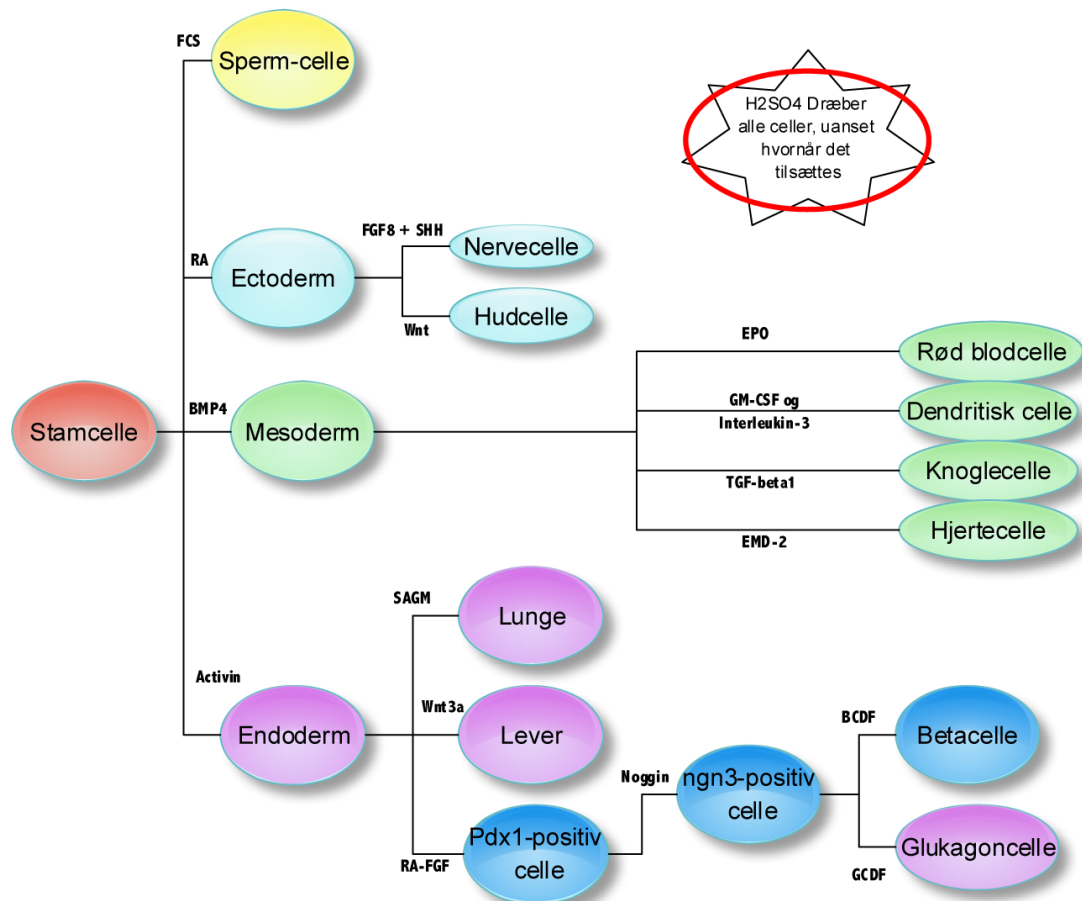 FCS
Sperm-celle
H2SO4 Dræber
alle celler, uanset
hvornår det
tilsættes
RA
Ectoderm
FGF8 + SHH
Nervecelle
Wnt
Hudcelle
Stamcelle
BMP4
Mesoderm
EPO
Rød blodcelle
GM-CSF og
Interleukin-3
Dendritisk celle
TGF-beta1
Knoglecelle
EMD-2
Hjertecelle
Activin
Endoderm
SAGM
Lunge
Wnt3a
Lever
RA-FGF
Pdx1-positiv
celle
Noggin
ngn3-positiv
celle
BCDF
Betacelle
GCDF
Glukagoncelle